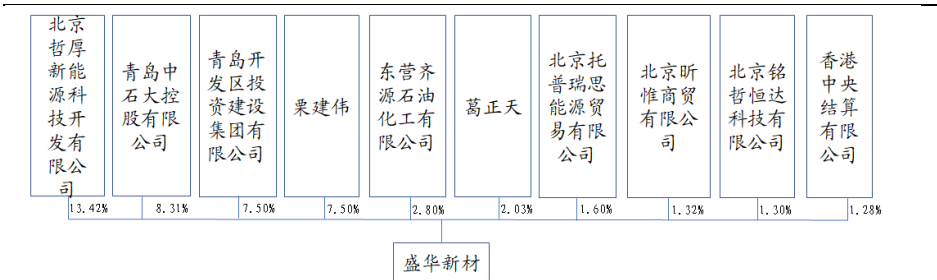 北京
哲厚
新能
源科
技开
发有
限公
司
青岛中
石大控
股有限
公司
青岛开
发区投
资建设
集团有
限公司
栗建伟
东营齐
源石油
化工有
限公司
葛正天
北京托
普瑞思
能源贸
易有限
公司
北京昕
惟商贸
有限公
司
北京铭
哲恒达
科技有
限公司
香港
中央
结算
有限
公司
13.42%
8.31%
7.50%
7.50%
2.80%
2.03%
1.60%
1.32%
1.30%
1.28%
盛华新材